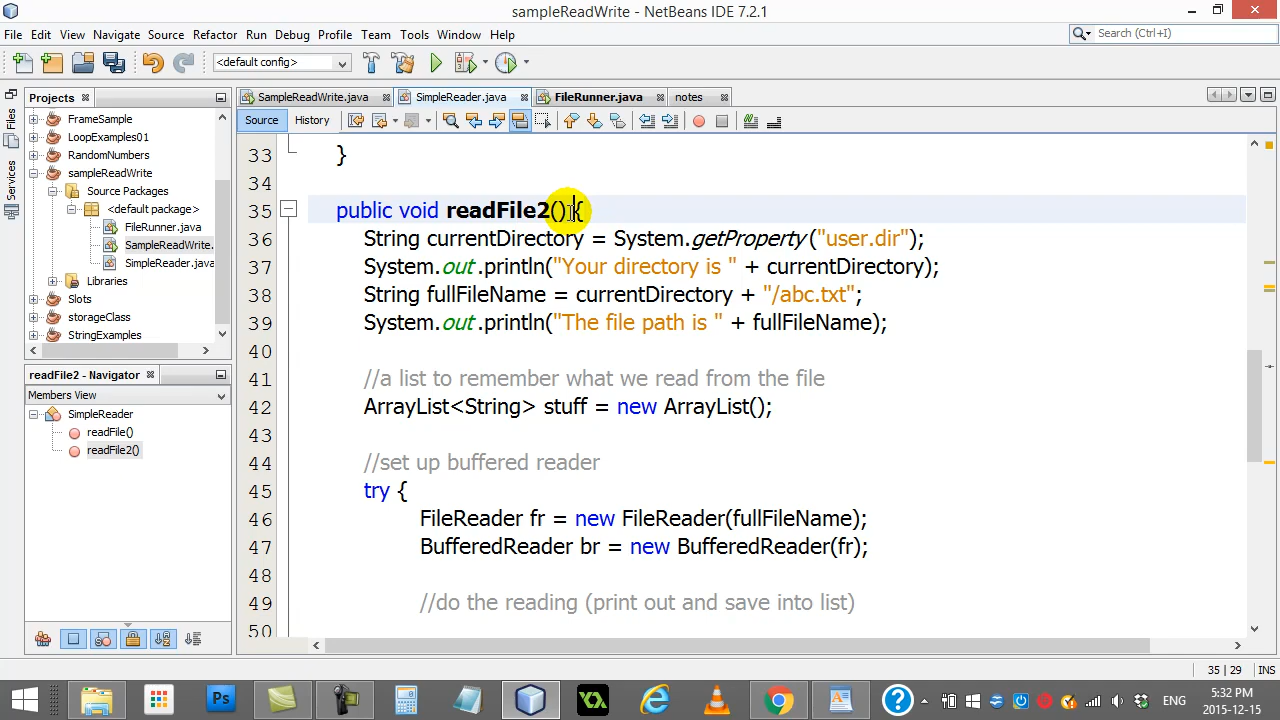 sampleReadWrite - NetBeans IDE 7.2.1
File Edit View Navigate Source Refactor Run Debug Profile Team Tools Window Help
Search (Ctrl+I)
<default config>
Projects
SampleReadWrite.java SimpleReader.java FileRunner.java notes
Files
Services
FrameSample
LoopExamples01
RandomNumbers
sampleReadWrite
Source Packages
<default package>
FileRunner.java
SampleReadWrite.
SimpleReader.java
Libraries
Slots
storageClass
StringExamples
readFile2 - Navigator
Members View
SimpleReader
readFile()
readFile2()
Source History
33 }
34
35 public void readFile2() {
36 String currentDirectory = System.getProperty("user.dir");
37 System.out.println("Your directory is " + currentDirectory);
38 String fullFileName = currentDirectory + "/abc.txt";
39 System.out.println("The file path is " + fullFileName);
40
41 //a list to remember what we read from the file
42 ArrayList<String> stuff = new ArrayList();
43
44 //set up buffered reader
45 try {
46 FileReader fr = new FileReader(fullFileName);
47 BufferedReader br = new BufferedReader(fr);
48
49 //do the reading (print out and save into list)
50
35 | 29 INS
Ps
ENG
5:32 PM
2015-12-15